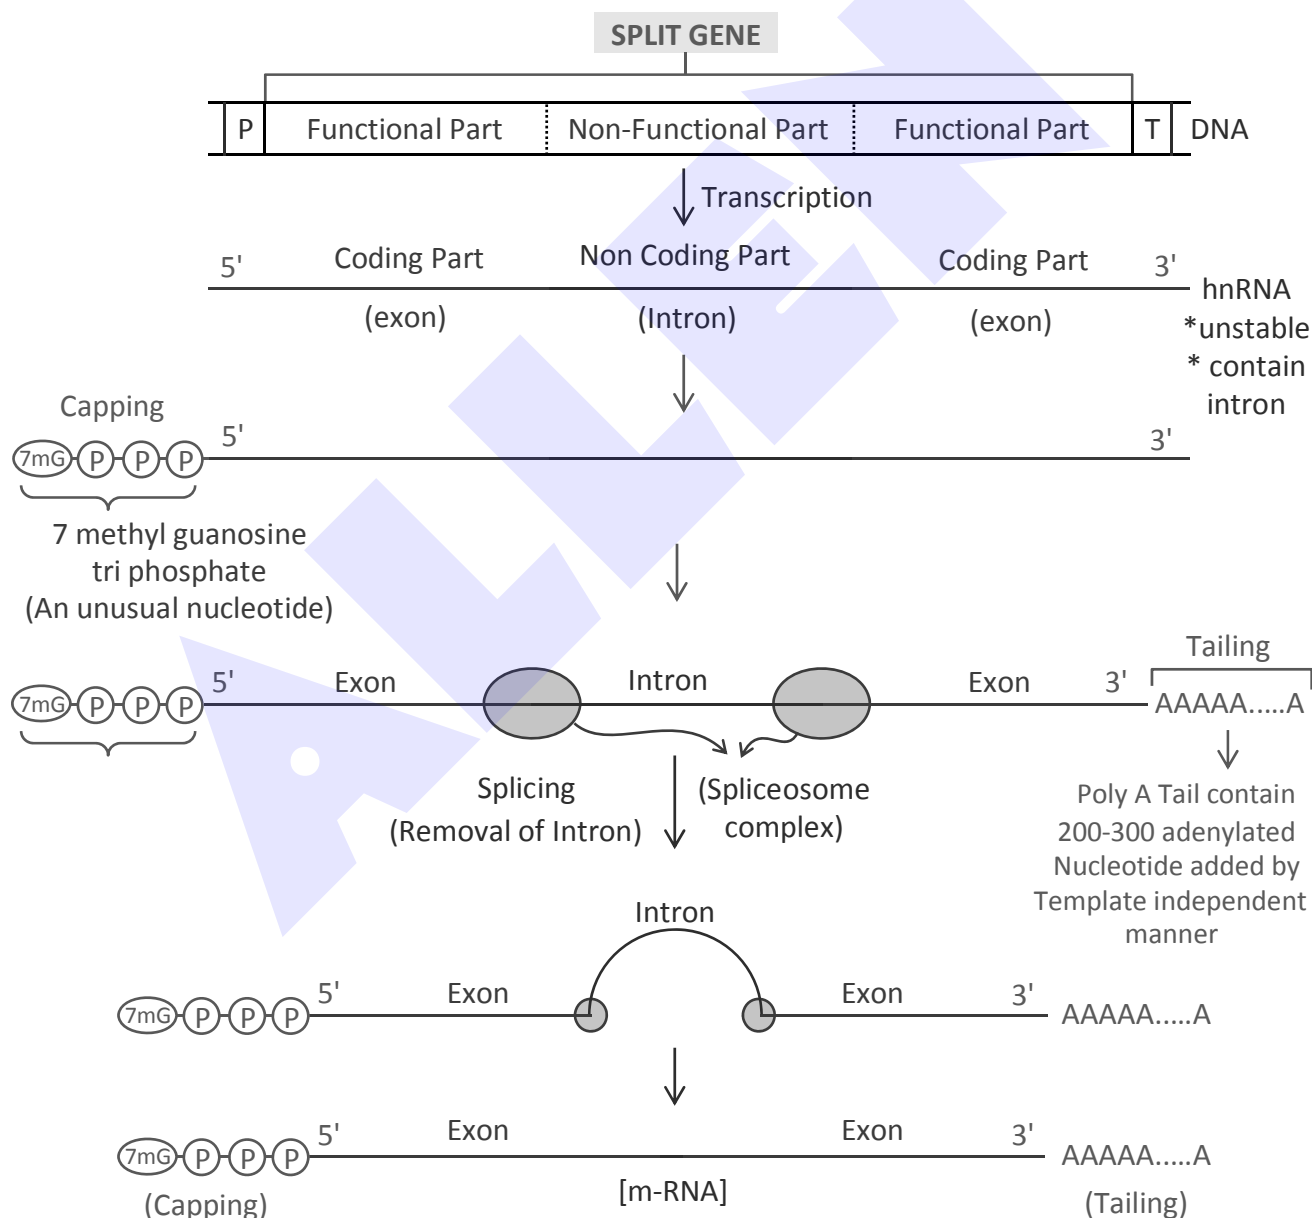 SPLIT GENE
P Functional Part Non-Functional Part Functional Part T DNA
Transcription
5' Coding Part Non Coding Part Coding Part 3'
(exon) (Intron) (exon)
hnRNA
*unstable
* contain
intron
Capping
7mG P P P 5' 3'
7 methyl guanosine
tri phosphate
(An unusual nucleotide)
Tailing
7mG P P P 5' Exon Intron Exon 3' AAAAA.....A
Splicing
(Removal of Intron)
(Spliceosome
complex)
Poly A Tail contain
200-300 adenylated
Nucleotide added by
Template independent
manner
Intron
7mG P P P 5' Exon Exon 3' AAAAA.....A
7mG P P P 5' Exon Exon 3' AAAAA.....A
(Capping) [m-RNA] (Tailing)
ALLEN